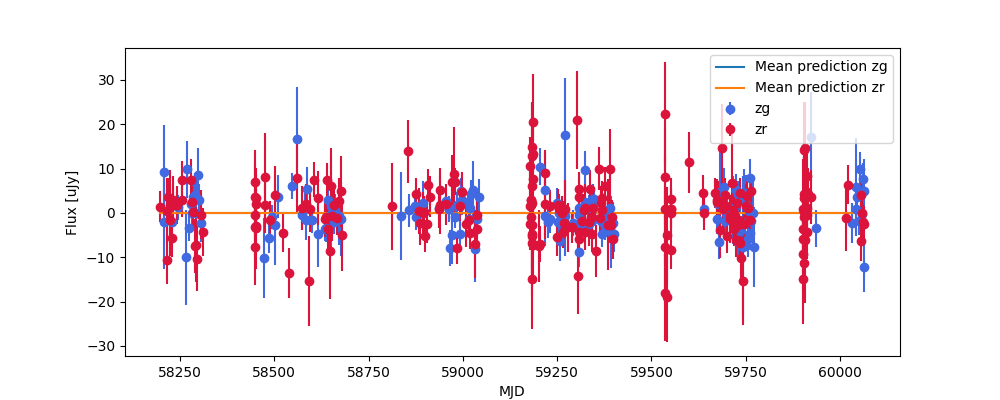 Mean prediction zg
Mean prediction zr
zg
zr
30
20
10
0
−10
−20
−30
Flux [uJy]
58250
58500
58750
59000
59250
59500
59750
60000
MJD